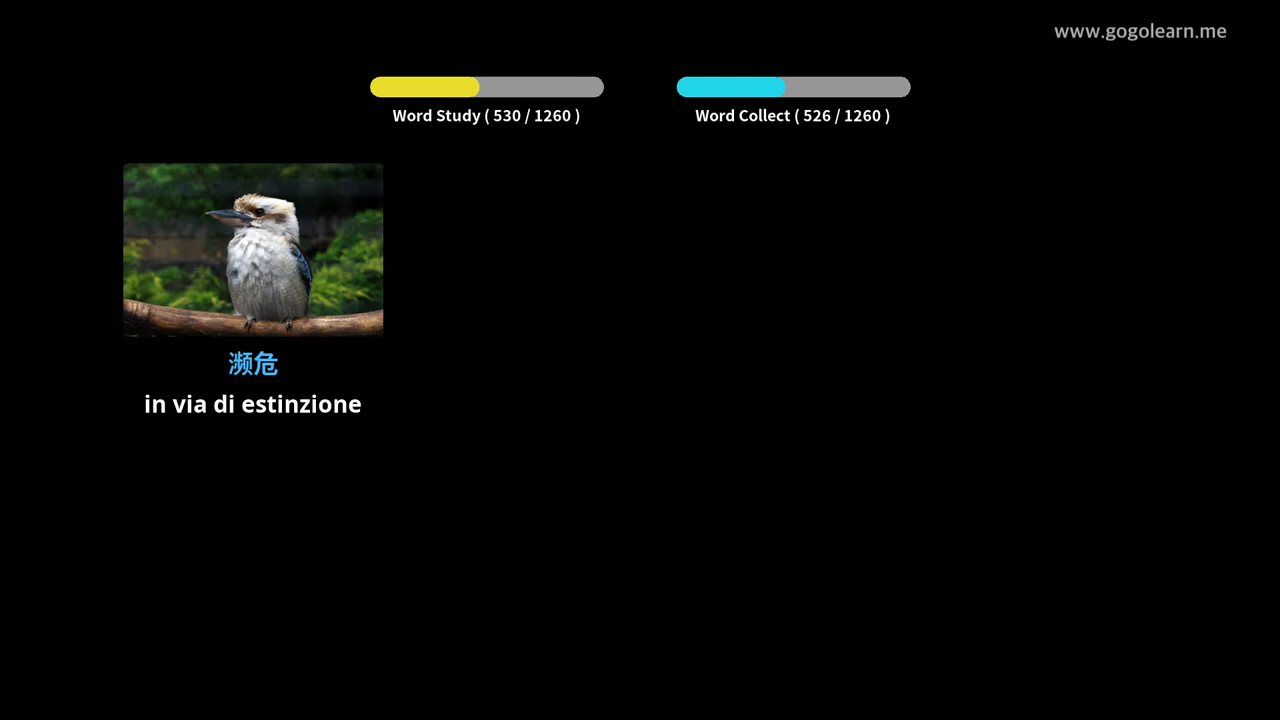 www.gogolearn.me
Word Study ( 530 / 1260 )
Word Collect ( 526 / 1260 )
濒危
in via di estinzione